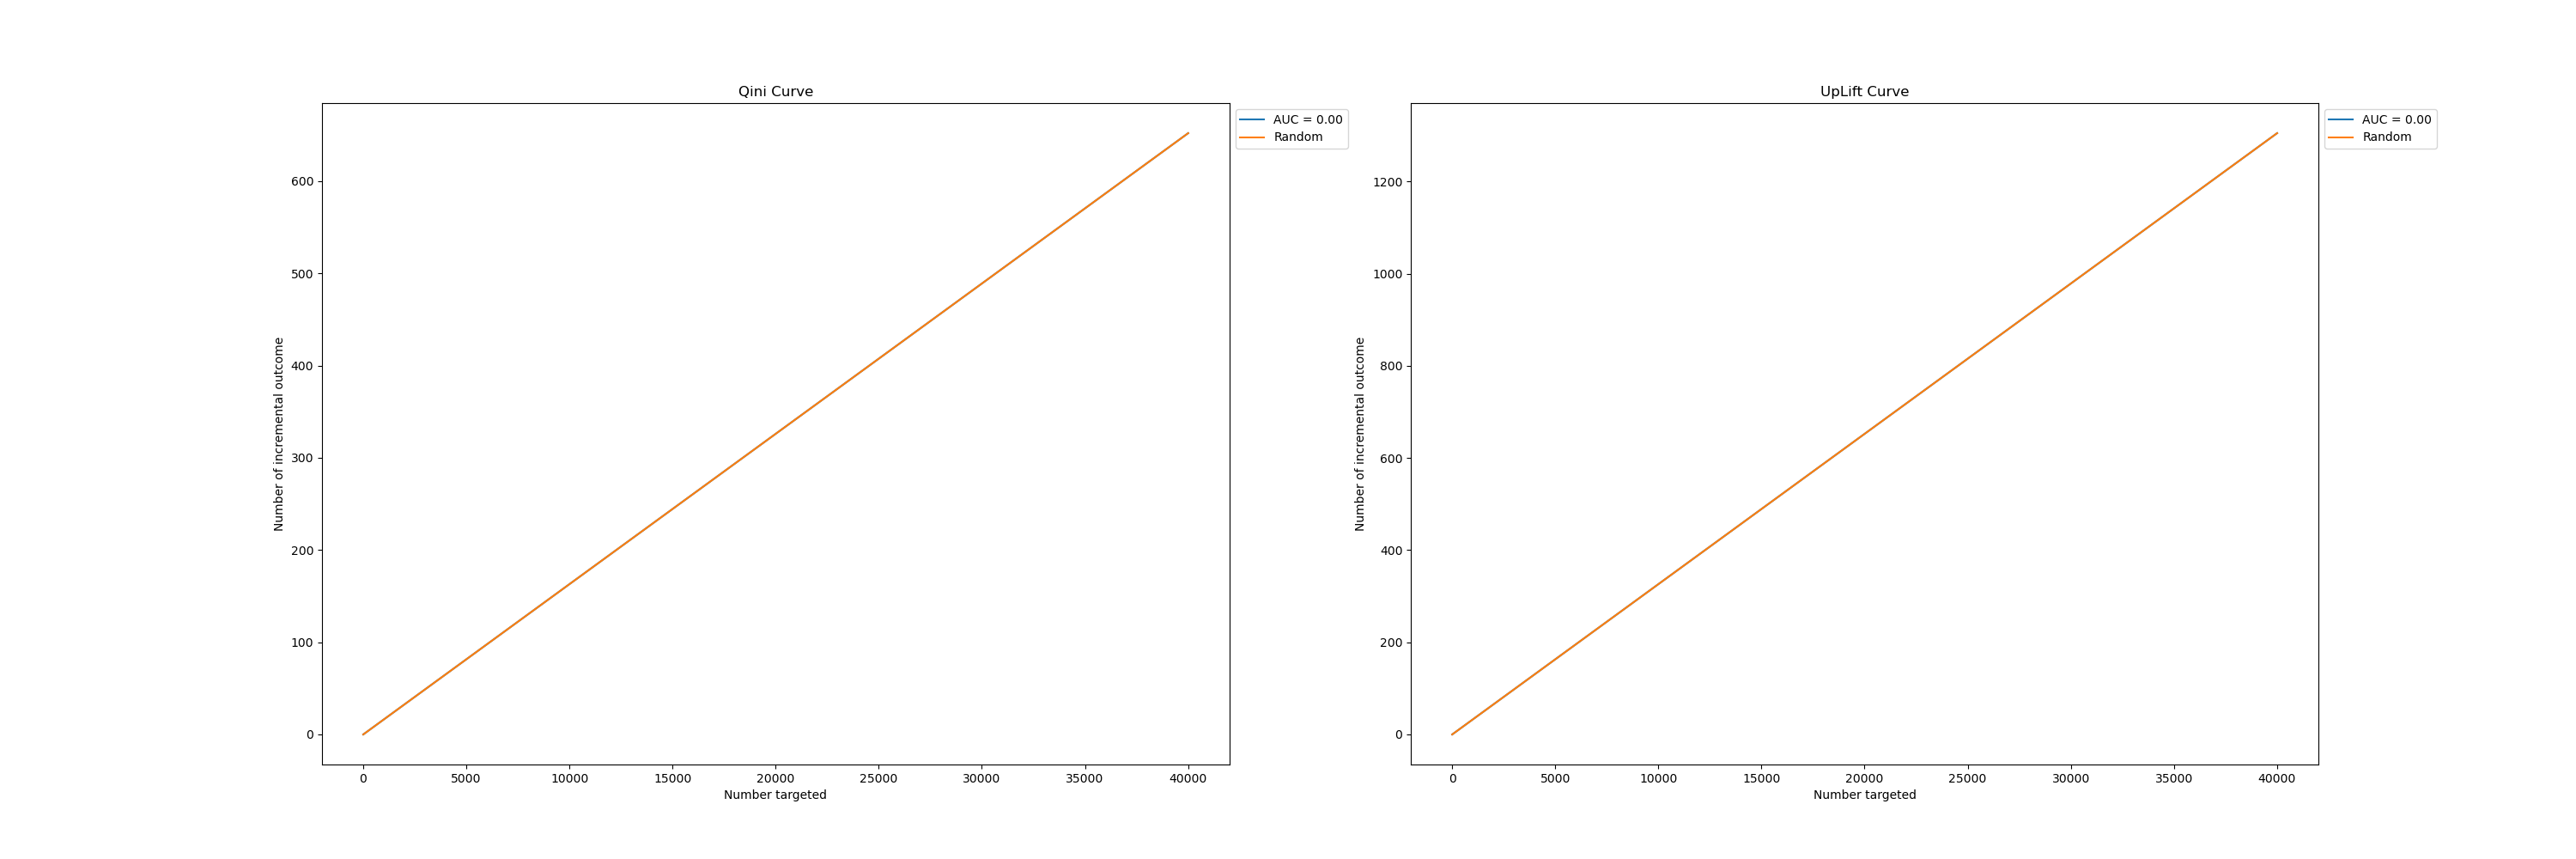 Qini Curve
AUC = 0.00
Random
600
500
400
300
200
100
0
Number of incremental outcome
0 5000 10000 15000 20000 25000 30000 35000 40000
Number targeted
UpLift Curve
AUC = 0.00
Random
1200
1000
800
600
400
200
0
Number of incremental outcome
0 5000 10000 15000 20000 25000 30000 35000 40000
Number targeted